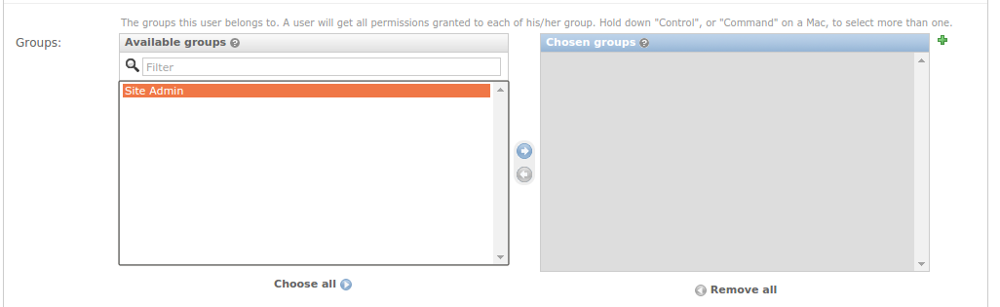 The groups this user belongs to. A user will get all permissions granted to each of his/her group. Hold down "Control", or "Command" on a Mac, to select more than one.
Groups:
Available groups ?
Chosen groups ?
Filter
Site Admin
Choose all
Remove all